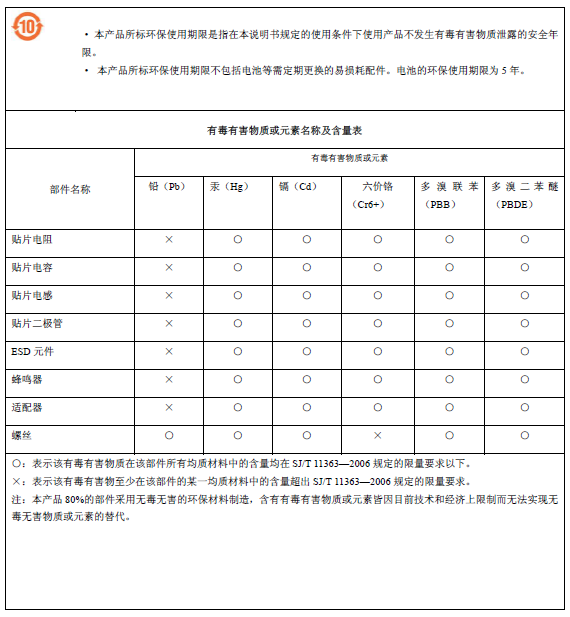 10
· 本产品所标环保使用期限是指在本说明书规定的使用条件下使用产品不发生有毒有害物质泄露的安全年
限。
· 本产品所标环保使用期限不包括电池等需定期更换的易损耗配件。电池的环保使用期限为 5 年。
有毒有害物质或元素名称及含量表
部件名称
有毒有害物质或元素
铅（Pb） 汞（Hg） 镉（Cd） 六价铬 多溴联苯 多溴二苯醚
（Cr6+） （PBB） （PBDE）
贴片电阻 × 〇 〇 〇 〇 〇
贴片电容 × 〇 〇 〇 〇 〇
贴片电感 × 〇 〇 〇 〇 〇
贴片二极管 × 〇 〇 〇 〇 〇
ESD 元件 × 〇 〇 〇 〇 〇
蜂鸣器 × 〇 〇 〇 〇 〇
适配器 × 〇 〇 〇 〇 〇
螺丝 〇 〇 〇 × 〇 〇
〇：表示该有毒有害物质在该部件所有均质材料中的含量均在 SJ/T 11363—2006 规定的限量要求以下。
×：表示该有毒有害物至少在该部件的某一均质材料中的含量超出 SJ/T 11363—2006 规定的限量要求。
注：本产品 80%的部件采用无毒无害的环保材料制造，含有有毒有害物质或元素皆因目前技术和经济上限制而无法实现无
毒无害物质或元素的替代。